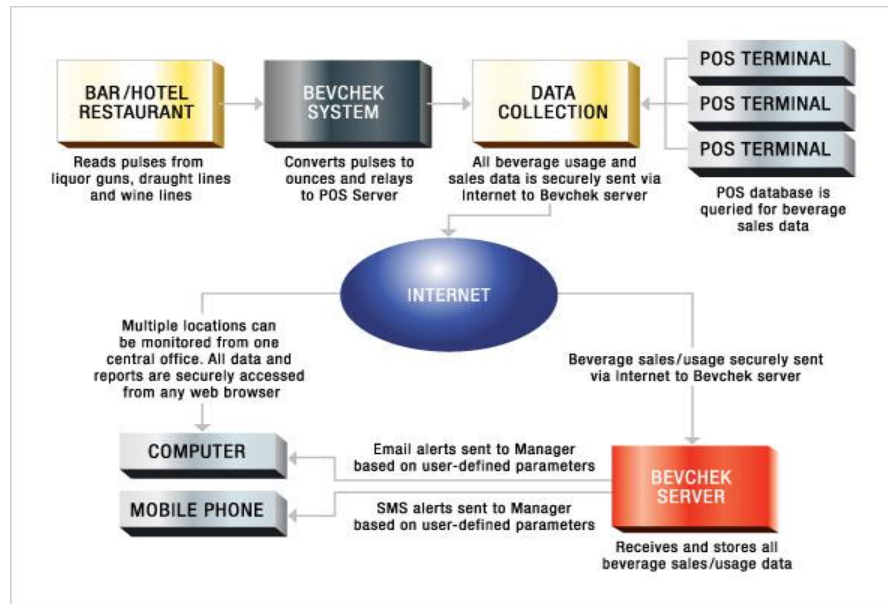 BAR/HOTEL
RESTAURANT
Reads pulses from
liquor guns, draught lines
and wine lines
BEVCHEK
SYSTEM
Converts pulses to
ounces and relays
to POS Server
DATA
COLLECTION
All beverage usage and
sales data is securely sent via
Internet to Bevchek server
POS TERMINAL
POS TERMINAL
POS TERMINAL
POS database is
queried for beverage
sales data
INTERNET
Multiple locations can
be monitored from one
central office. All data and
reports are securely accessed
from any web browser
Beverage sales/usage securely sent
via Internet to Bevchek server
COMPUTER
Email alerts sent to Manager
based on user-defined parameters
MOBILE PHONE
SMS alerts sent to Manager
based on user-defined parameters
BEVCHEK
SERVER
Receives and stores all
beverage sales/usage data